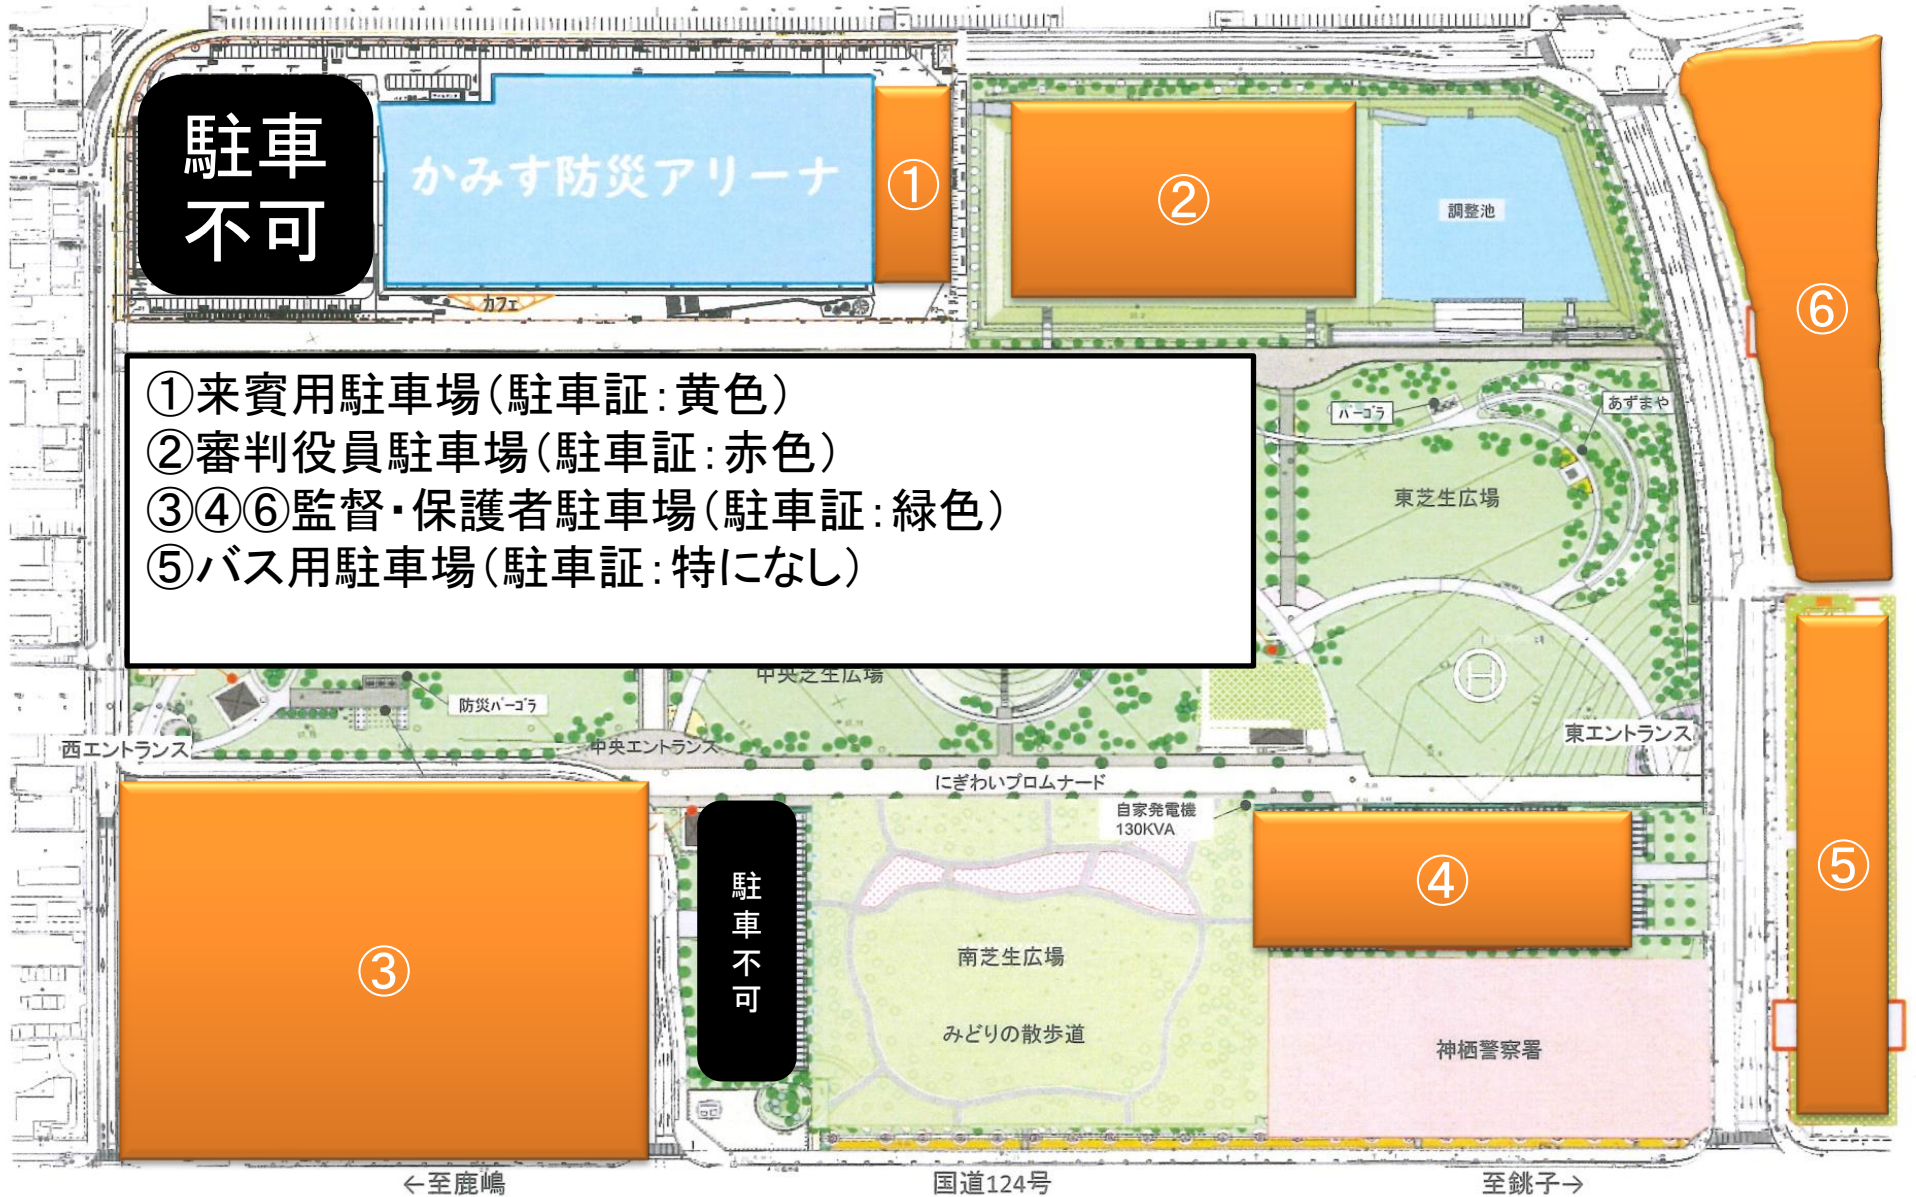 駐車
不可
かみす防災アリーナ
①
②
調整池
⑥
カフェ
①来賓用駐車場(駐車証:黄色)
②審判役員駐車場(駐車証:赤色)
③④⑥監督・保護者駐車場(駐車証:緑色)
⑤バス用駐車場(駐車証:特になし)
パーゴラ
あずまや
東芝生広場
中央芝生広場
防災パーゴラ
H
西エントランス
中央エントランス
東エントランス
にぎわいプロムナード
自家発電機
130KVA
駐車不可
③
④
⑤
南芝生広場
みどりの散歩道
神栖警察署
←至鹿嶋
国道124号
至銚子→